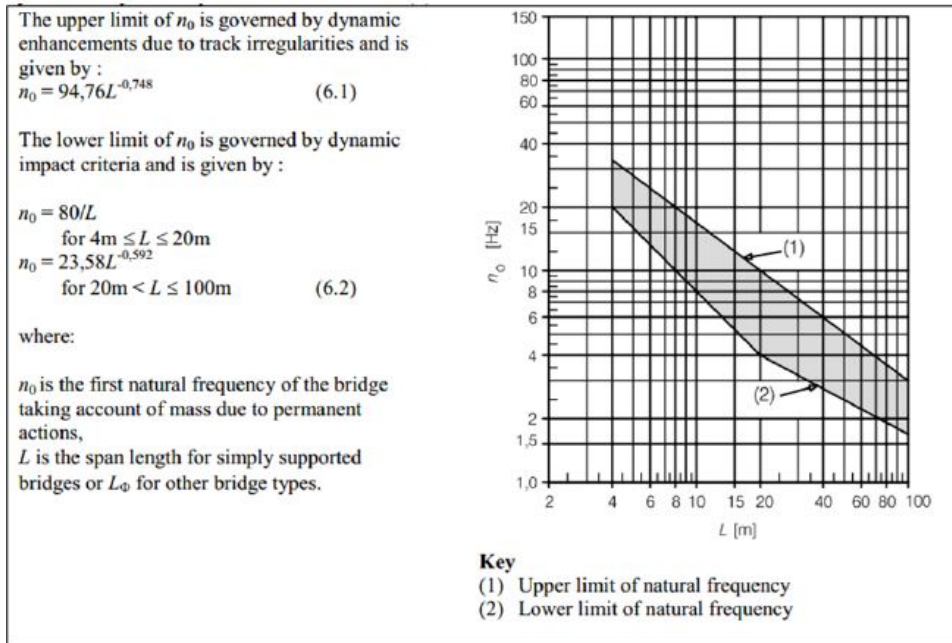 The upper limit of n₀ is governed by dynamic
enhancements due to track irregularities and is
given by :
n₀ = 94,76L⁻⁰,⁷⁴⁸ (6.1)
The lower limit of n₀ is governed by dynamic
impact criteria and is given by :
n₀ = 80/L
for 4m ≤ L ≤ 20m
n₀ = 23,58L⁻⁰,⁵⁹²
for 20m < L ≤ 100m (6.2)
where:
n₀ is the first natural frequency of the bridge
taking account of mass due to permanent
actions,
L is the span length for simply supported
bridges or L_Φ for other bridge types.
150
100
80
60
40
20
15
10
8
6
4
2
1,5
1,0
n₀ [Hz]
(1)
(2)
2 4 6 8 10 15 20 40 60 80 100
L [m]
Key
(1) Upper limit of natural frequency
(2) Lower limit of natural frequency